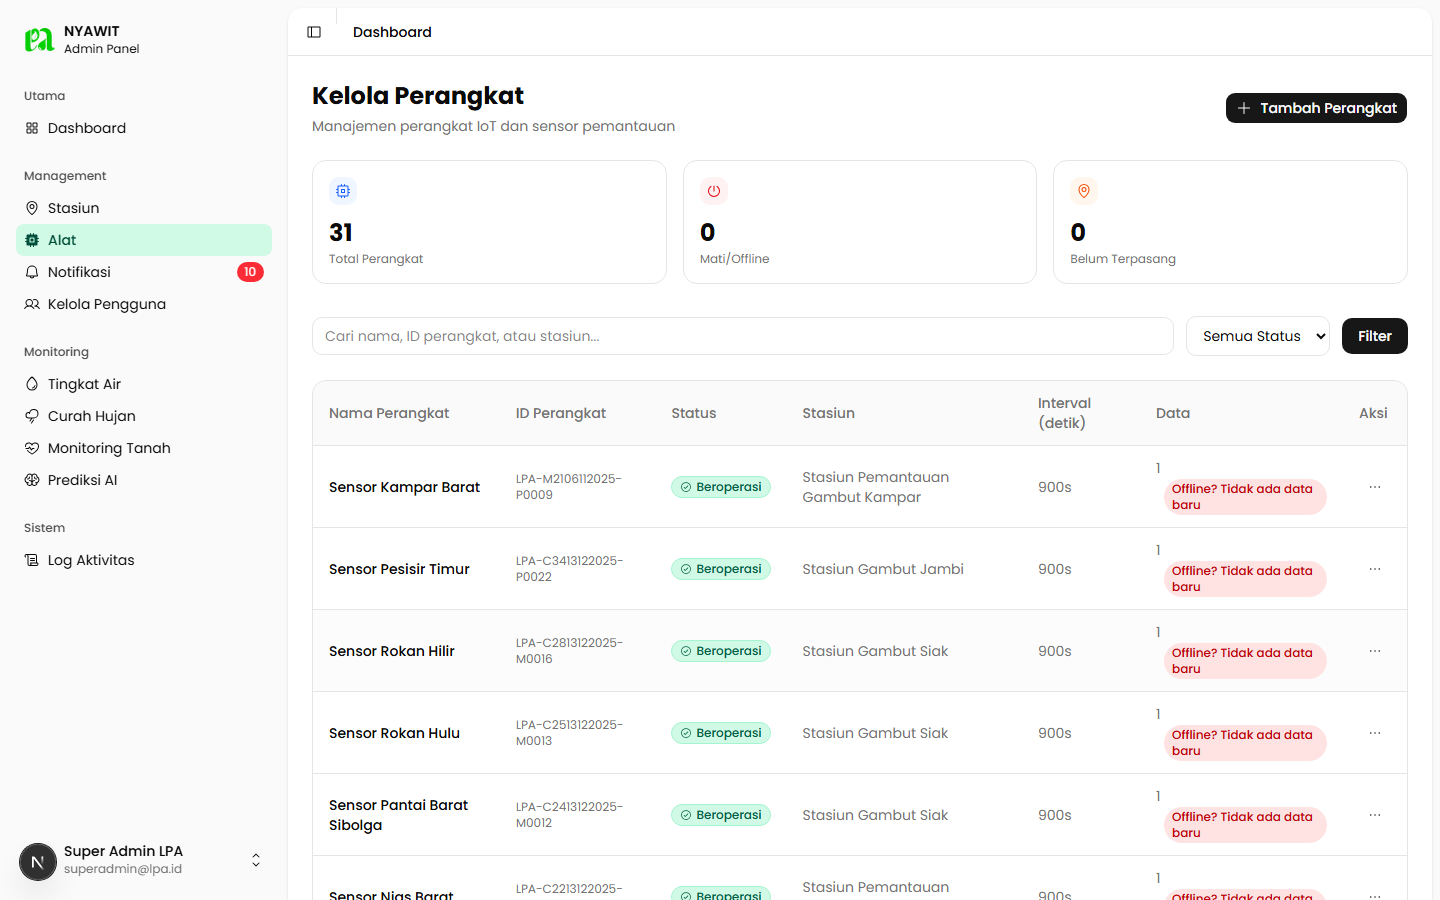 NYAWIT
Admin Panel
Utama
Dashboard
Management
Stasiun
Alat
Notifikasi 10
Kelola Pengguna
Monitoring
Tingkat Air
Curah Hujan
Monitoring Tanah
Prediksi AI
Sistem
Log Aktivitas
N
Super Admin LPA
superadmin@lpa.id
Dashboard
Kelola Perangkat
Manajemen perangkat IoT dan sensor pemantauan
Tambah Perangkat
31
Total Perangkat
0
Mati/Offline
0
Belum Terpasang
Cari nama, ID perangkat, atau stasiun...
Semua Status
Filter
Nama Perangkat ID Perangkat Status Stasiun Interval (detik) Data Aksi
Sensor Kampar Barat
LPA-M2106112025-
P0009
Beroperasi
Stasiun Pemantauan
Gambut Kampar
900s
1
Offline? Tidak ada data
baru
...
Sensor Pesisir Timur
LPA-C3413122025-
P0022
Beroperasi
Stasiun Gambut Jambi
900s
1
Offline? Tidak ada data
baru
...
Sensor Rokan Hilir
LPA-C2813122025-
M0016
Beroperasi
Stasiun Gambut Siak
900s
1
Offline? Tidak ada data
baru
...
Sensor Rokan Hulu
LPA-C2513122025-
M0013
Beroperasi
Stasiun Gambut Siak
900s
1
Offline? Tidak ada data
baru
...
Sensor Pantai Barat
Sibolga
LPA-C2413122025-
M0012
Beroperasi
Stasiun Gambut Siak
900s
1
Offline? Tidak ada data
baru
...
Sensor Nias Barat
LPA-C2213122025-
Beroperasi
Stasiun Pemantauan
900s
1
Offline? Tidak ada data
...